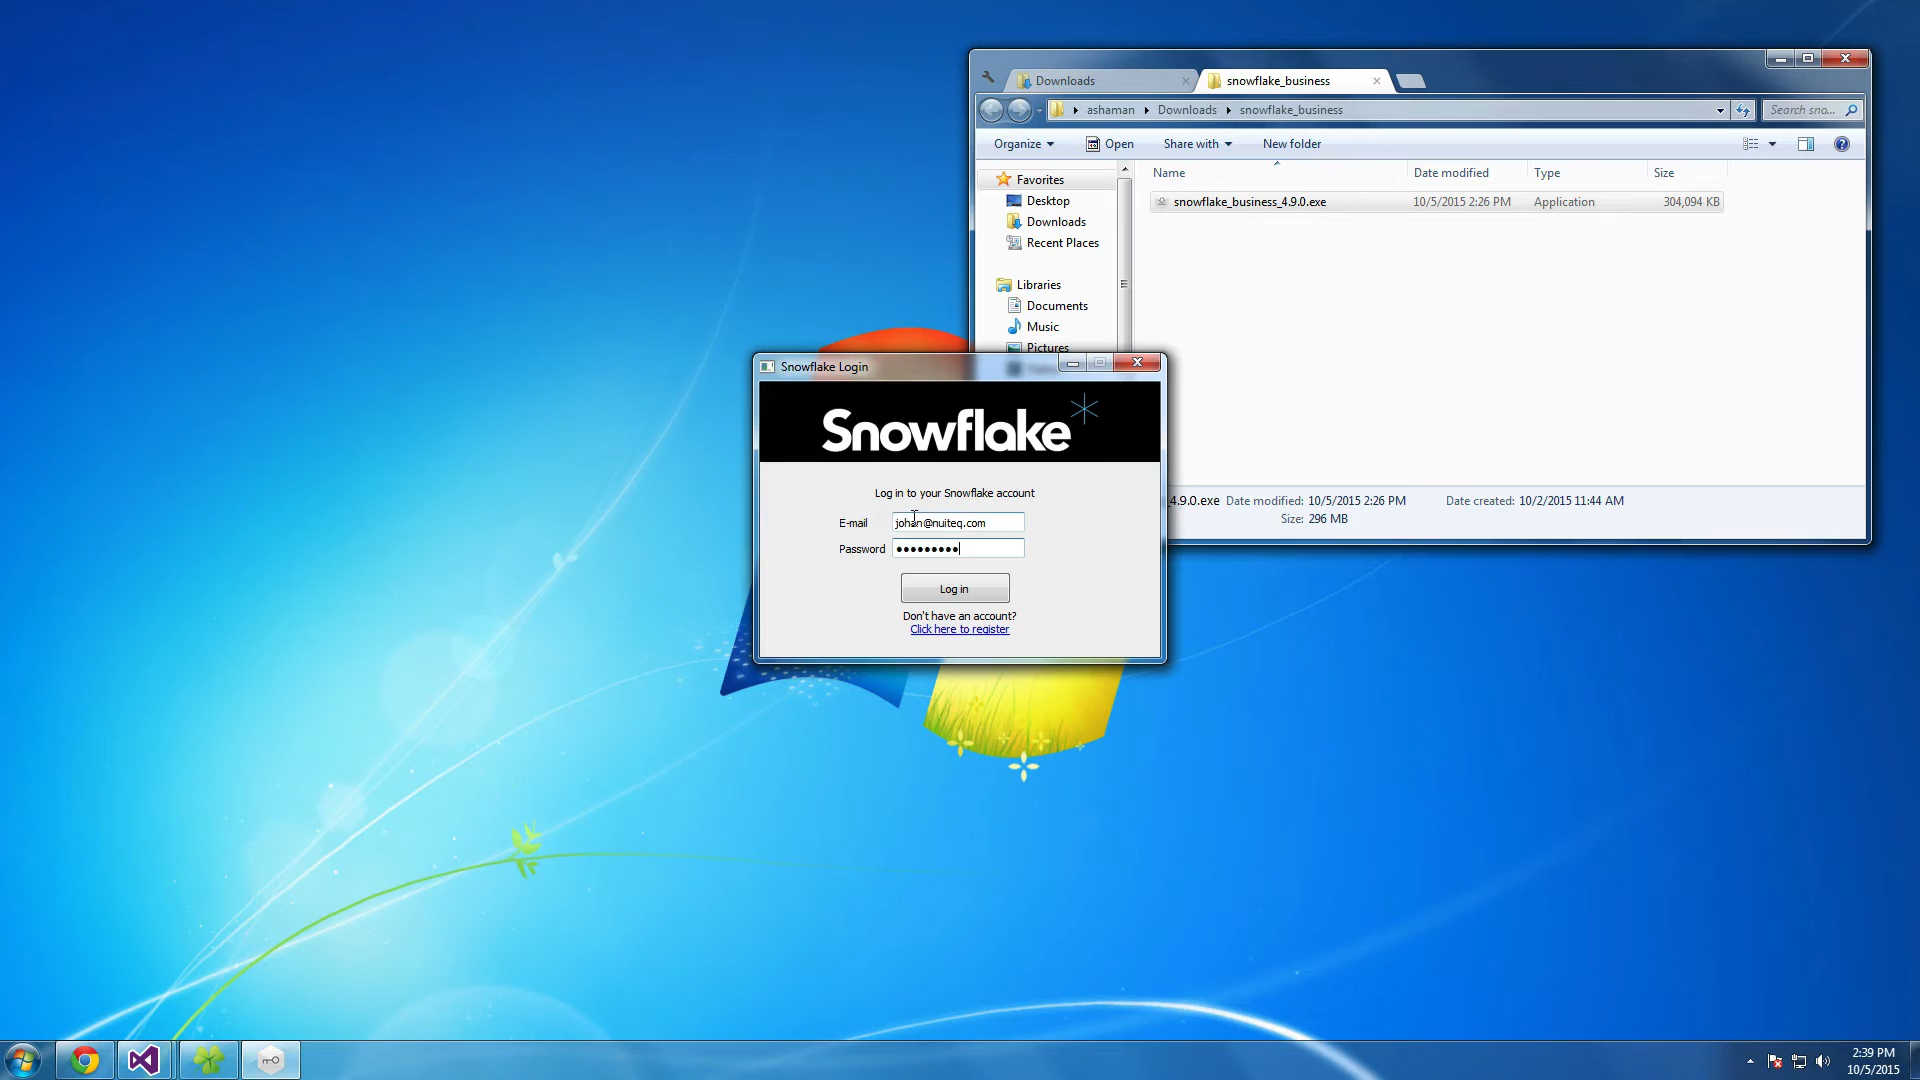 Downloads
snowflake_business
ashaman Downloads snowflake_business
Search sno...
Organize Open Share with New folder
Favorites
Desktop
Downloads
Recent Places
Libraries
Documents
Music
Pictures
Name Date modified Type Size
snowflake_business_4.9.0.exe 10/5/2015 2:26 PM Application 304,094 KB
4.9.0.exe Date modified: 10/5/2015 2:26 PM Date created: 10/2/2015 11:44 AM
Size: 296 MB
Snowflake Login
Snowflake
Log in to your Snowflake account
E-mail johan@nuiteq.com
Password •••••••••
Log in
Don't have an account?
Click here to register
2:39 PM
10/5/2015